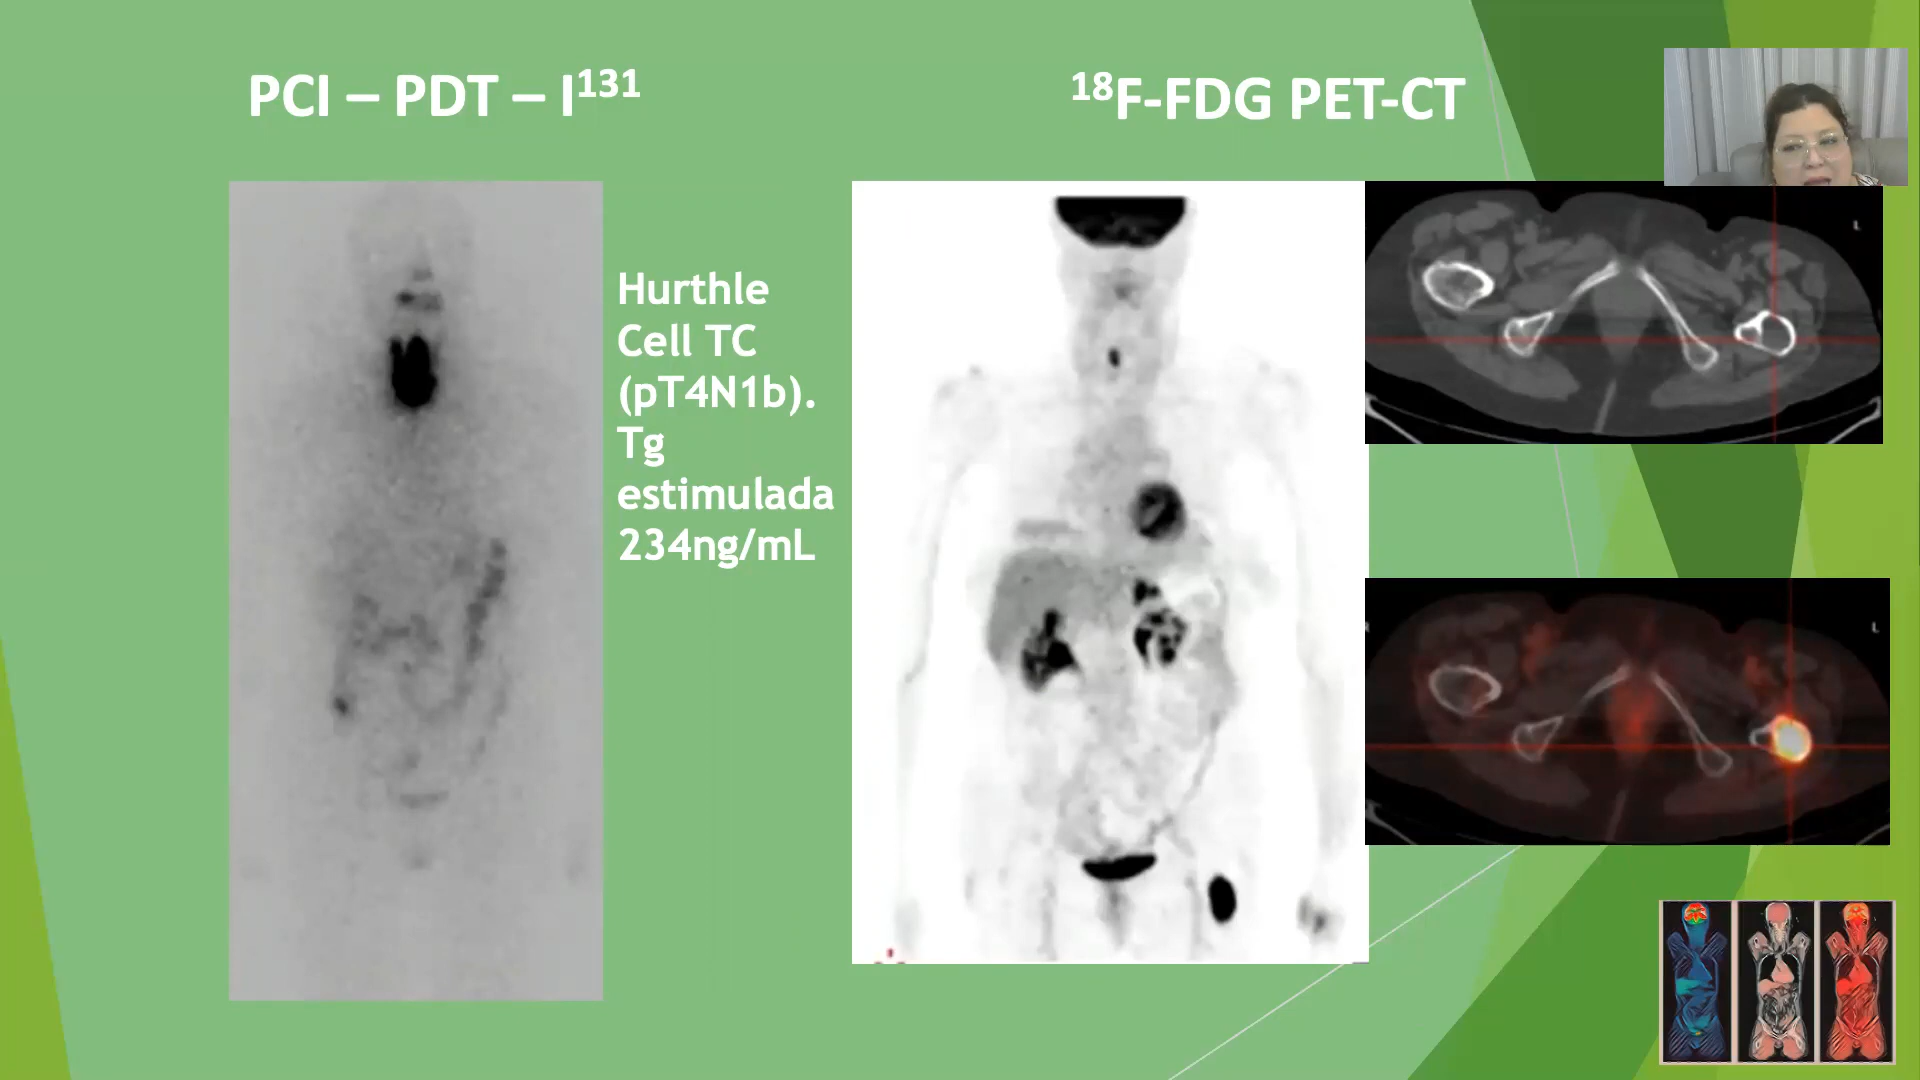 PCI – PDT – I¹³¹
¹⁸F-FDG PET-CT
Hurthle
Cell TC
(pT4N1b).
Tg
estimulada
234ng/mL
L
L